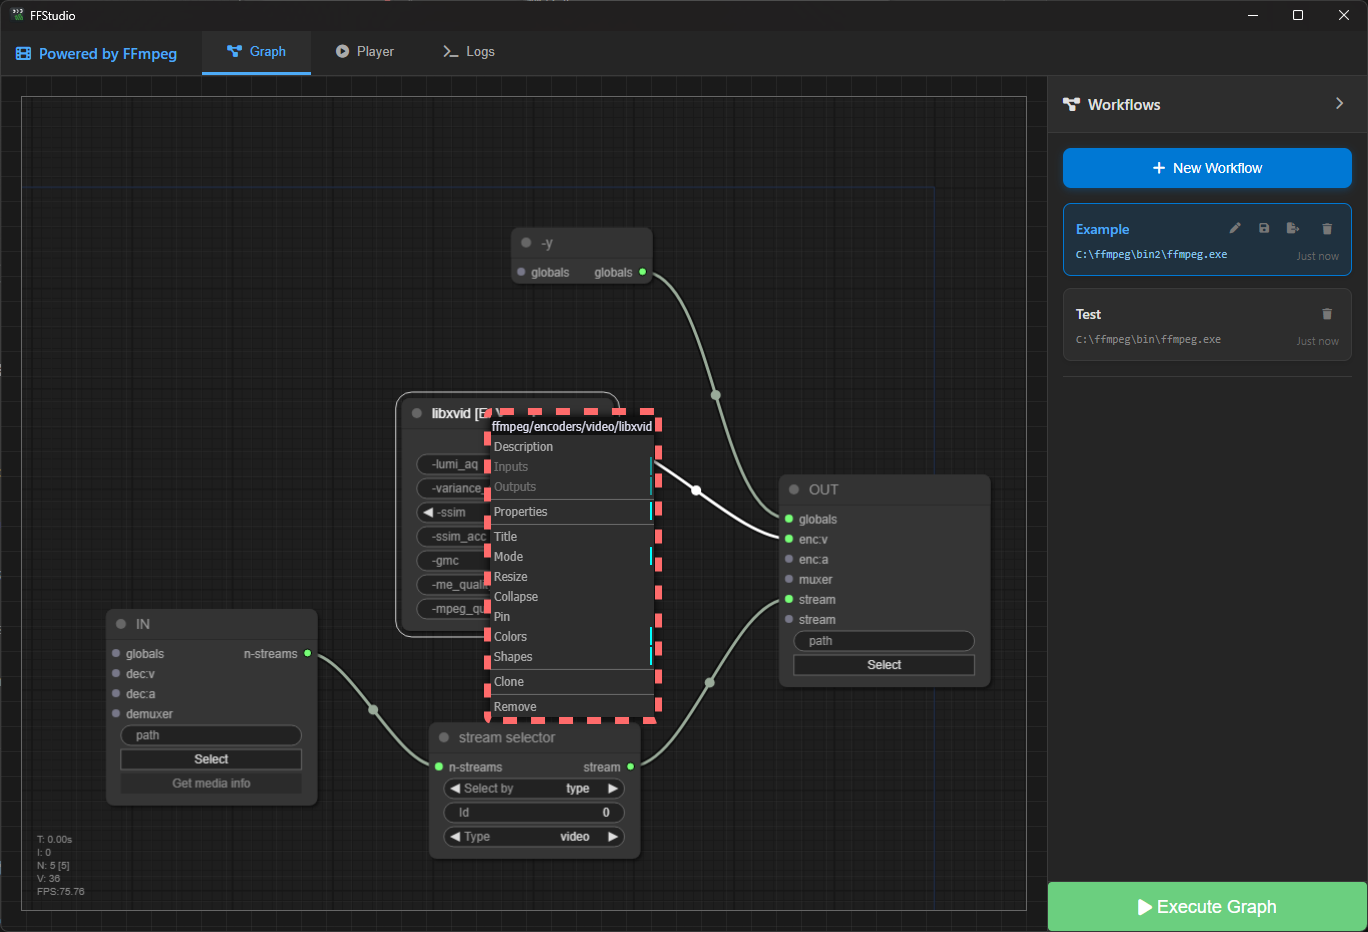 FFStudio
Powered by FFmpeg
Graph
Player
Logs
Workflows
New Workflow
Example
C:\ffmpeg\bin2\ffmpeg.exe
Just now
Test
C:\ffmpeg\bin\ffmpeg.exe
Just now
-y
globals globals
libxvid
-lumi_aq
-variance_
-ssim
-ssim_acc
-gmc
-me_quali
-mpeg_qu
ffmpeg/encoders/video/libxvid
Description
Inputs
Outputs
Properties
Title
Mode
Resize
Collapse
Pin
Colors
Shapes
Clone
Remove
OUT
globals
enc:v
enc:a
muxer
stream
stream
path
Select
IN
globals n-streams
dec:v
dec:a
demuxer
path
Select
Get media info
stream selector
n-streams stream
Select by type
Id 0
Type video
T: 0.00s
I: 0
N: 5 [5]
V: 36
FPS:75.76
Execute Graph